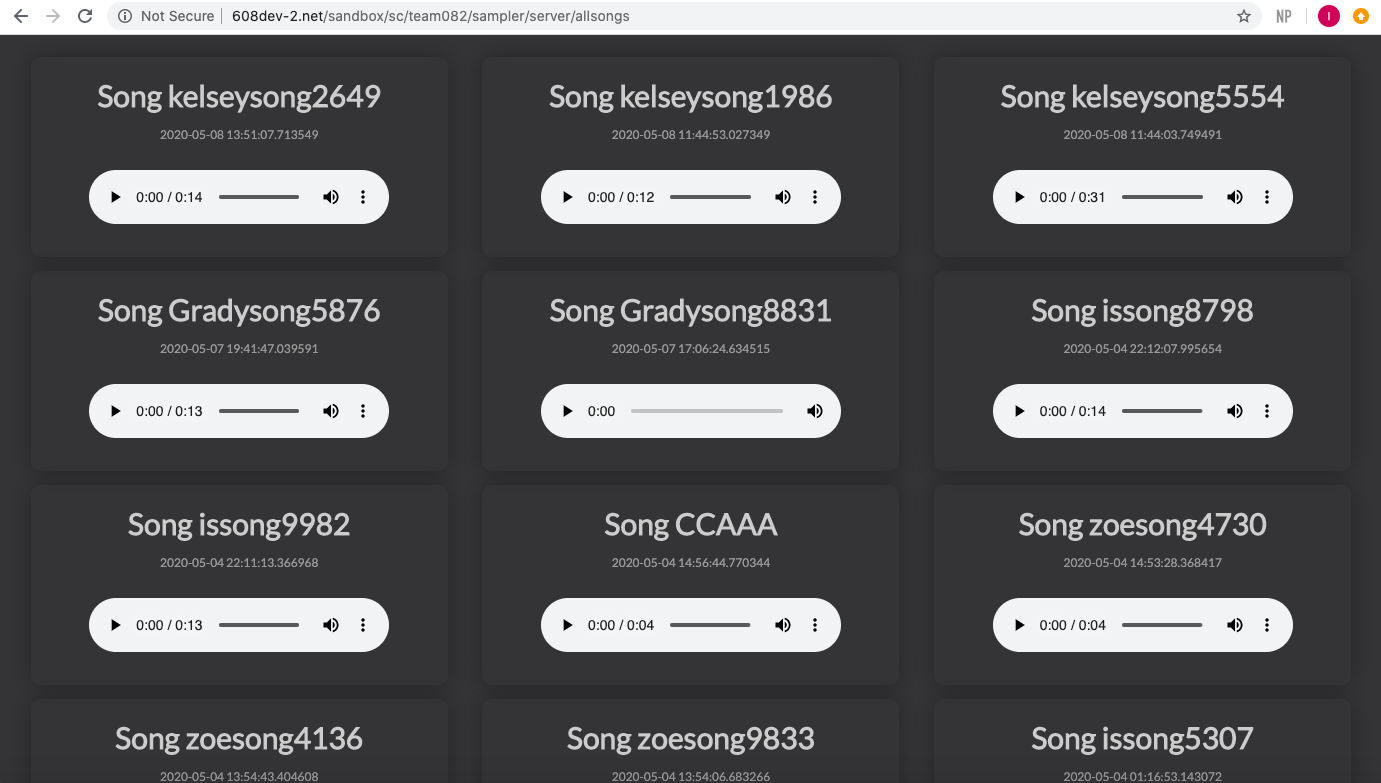 Not Secure | 608dev-2.net/sandbox/sc/team082/sampler/server/allsongs NP I
Song kelseysong2649
2020-05-08 13:51:07.713549
0:00 / 0:14
Song kelseysong1986
2020-05-08 11:44:53.027349
0:00 / 0:12
Song kelseysong5554
2020-05-08 11:44:03.749491
0:00 / 0:31
Song Gradysong5876
2020-05-07 19:41:47.039591
0:00 / 0:13
Song Gradysong8831
2020-05-07 17:06:24.634515
0:00
Song issong8798
2020-05-04 22:12:07.995654
0:00 / 0:14
Song issong9982
2020-05-04 22:11:13.366968
0:00 / 0:13
Song CCAAA
2020-05-04 14:56:44.770344
0:00 / 0:04
Song zoesong4730
2020-05-04 14:53:28.368417
0:00 / 0:04
Song zoesong4136
2020-05-04 13:54:43.404608
Song zoesong9833
2020-05-04 13:54:06.683266
Song issong5307
2020-05-04 01:16:53.143072